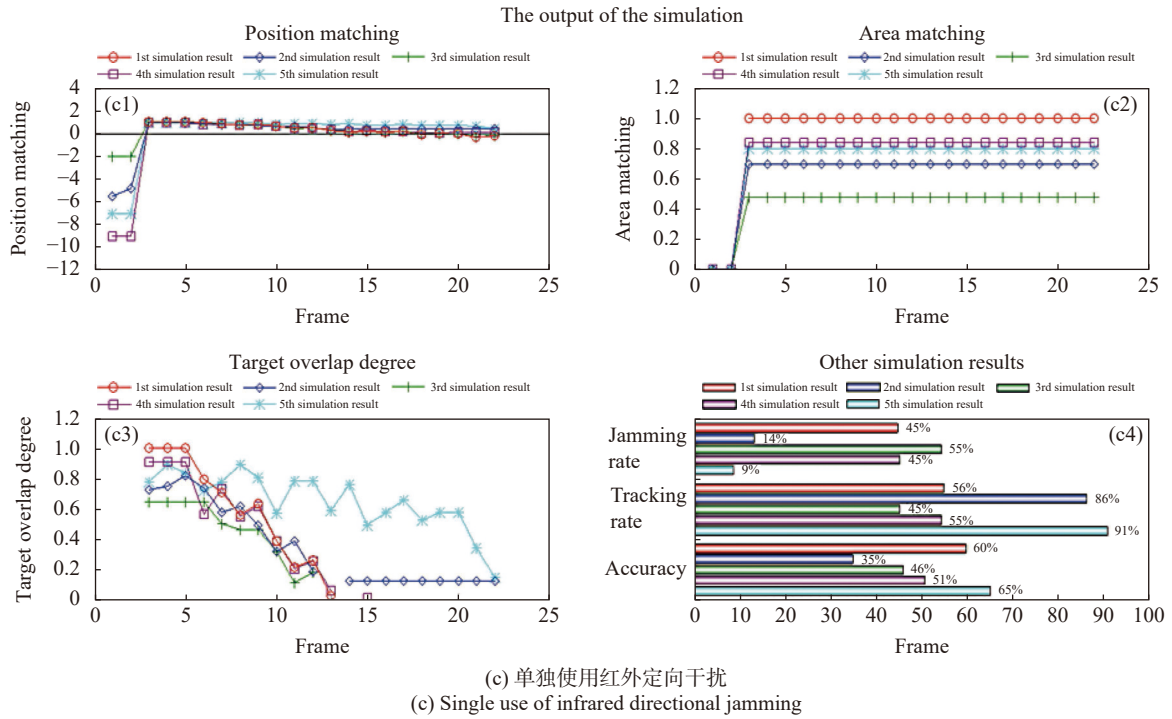 The output of the simulation
Position matching
1st simulation result 2nd simulation result 3rd simulation result
4th simulation result 5th simulation result
(c1)
Position matching
4
2
0
−2
−4
−6
−8
−10
−12
0 5 10 15 20 25
Frame
Area matching
1st simulation result 2nd simulation result 3rd simulation result
4th simulation result 5th simulation result
(c2)
Area matching
1.2
1.0
0.8
0.6
0.4
0.2
0
0 5 10 15 20 25
Frame
Target overlap degree
1st simulation result 2nd simulation result 3rd simulation result
4th simulation result 5th simulation result
(c3)
Target overlap degree
1.2
1.0
0.8
0.6
0.4
0.2
0
0 5 10 15 20 25
Frame
Other simulation results
1st simulation result 2nd simulation result 3rd simulation result
4th simulation result 5th simulation result
(c4)
Jamming
rate
45%
14%
55%
45%
9%
Tracking
rate
56%
86%
45%
55%
91%
Accuracy
60%
35%
46%
51%
65%
0 10 20 30 40 50 60 70 80 90 100
Frame
(c) 单独使用红外定向干扰
(c) Single use of infrared directional jamming